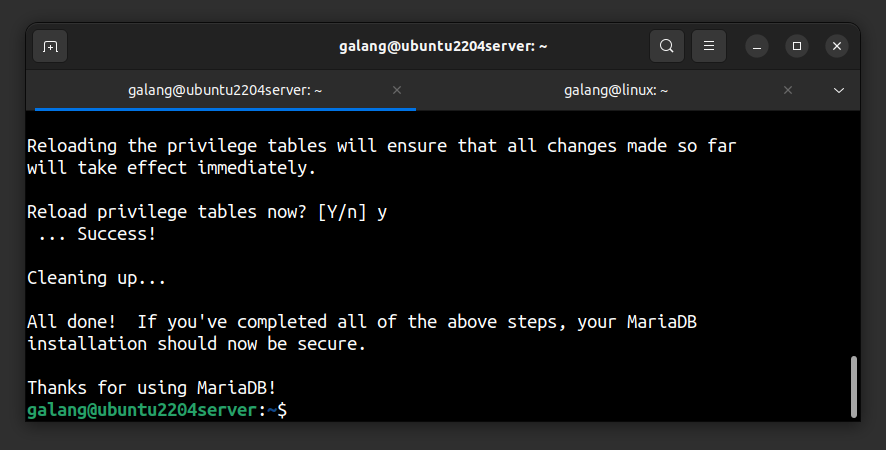 galang@ubuntu2204server: ~
galang@ubuntu2204server: ~
galang@linux: ~
Reloading the privilege tables will ensure that all changes made so far
will take effect immediately.
Reload privilege tables now? [Y/n] y
 ... Success!
Cleaning up...
All done!  If you've completed all of the above steps, your MariaDB
installation should now be secure.
Thanks for using MariaDB!
galang@ubuntu2204server:~$